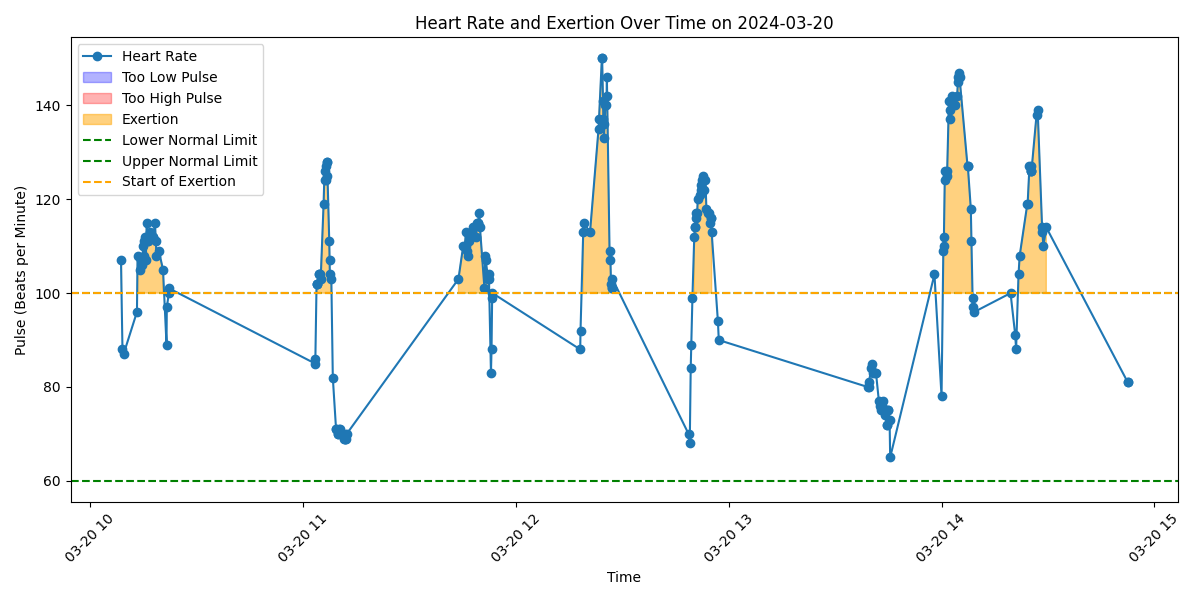 Heart Rate and Exertion Over Time on 2024-03-20
Heart Rate
Too Low Pulse
Too High Pulse
Exertion
Lower Normal Limit
Upper Normal Limit
Start of Exertion
Pulse (Beats per Minute)
140
120
100
80
60
03-20 10
03-20 11
03-20 12
03-20 13
03-20 14
03-20 15
Time